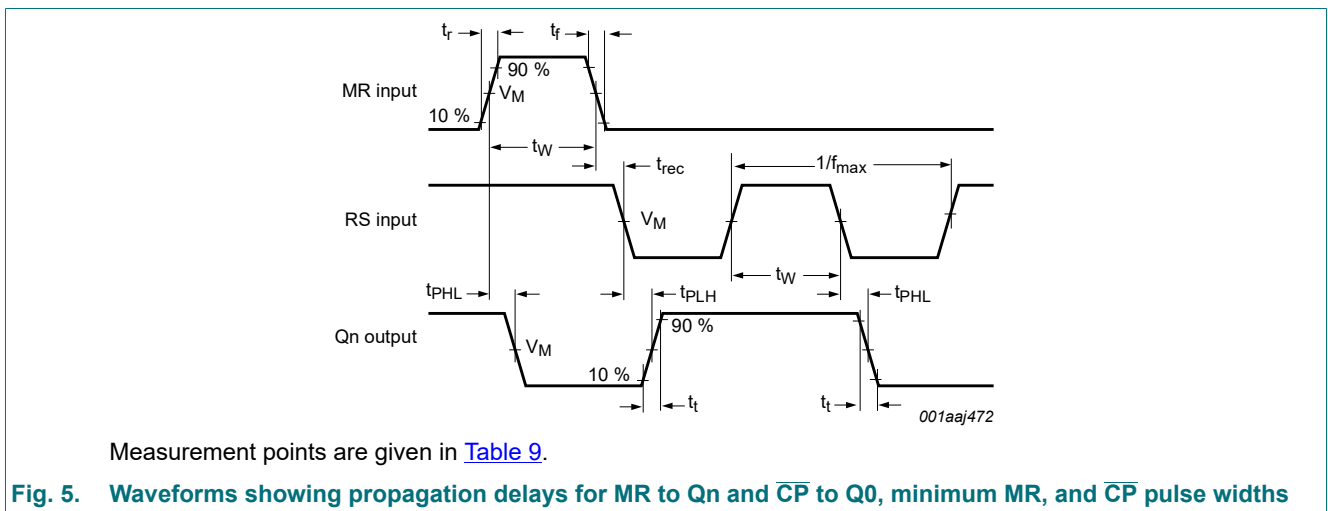 tr tf
90 %
MR input VM
10 %
tW
trec 1/fmax
RS input VM
tW
tPHL tPLH tPHL
90 %
Qn output VM
10 %
tt tt
001aaj472
Measurement points are given in Table 9.
Fig. 5. Waveforms showing propagation delays for MR to Qn and C̅P̅ to Q0, minimum MR, and C̅P̅ pulse widths